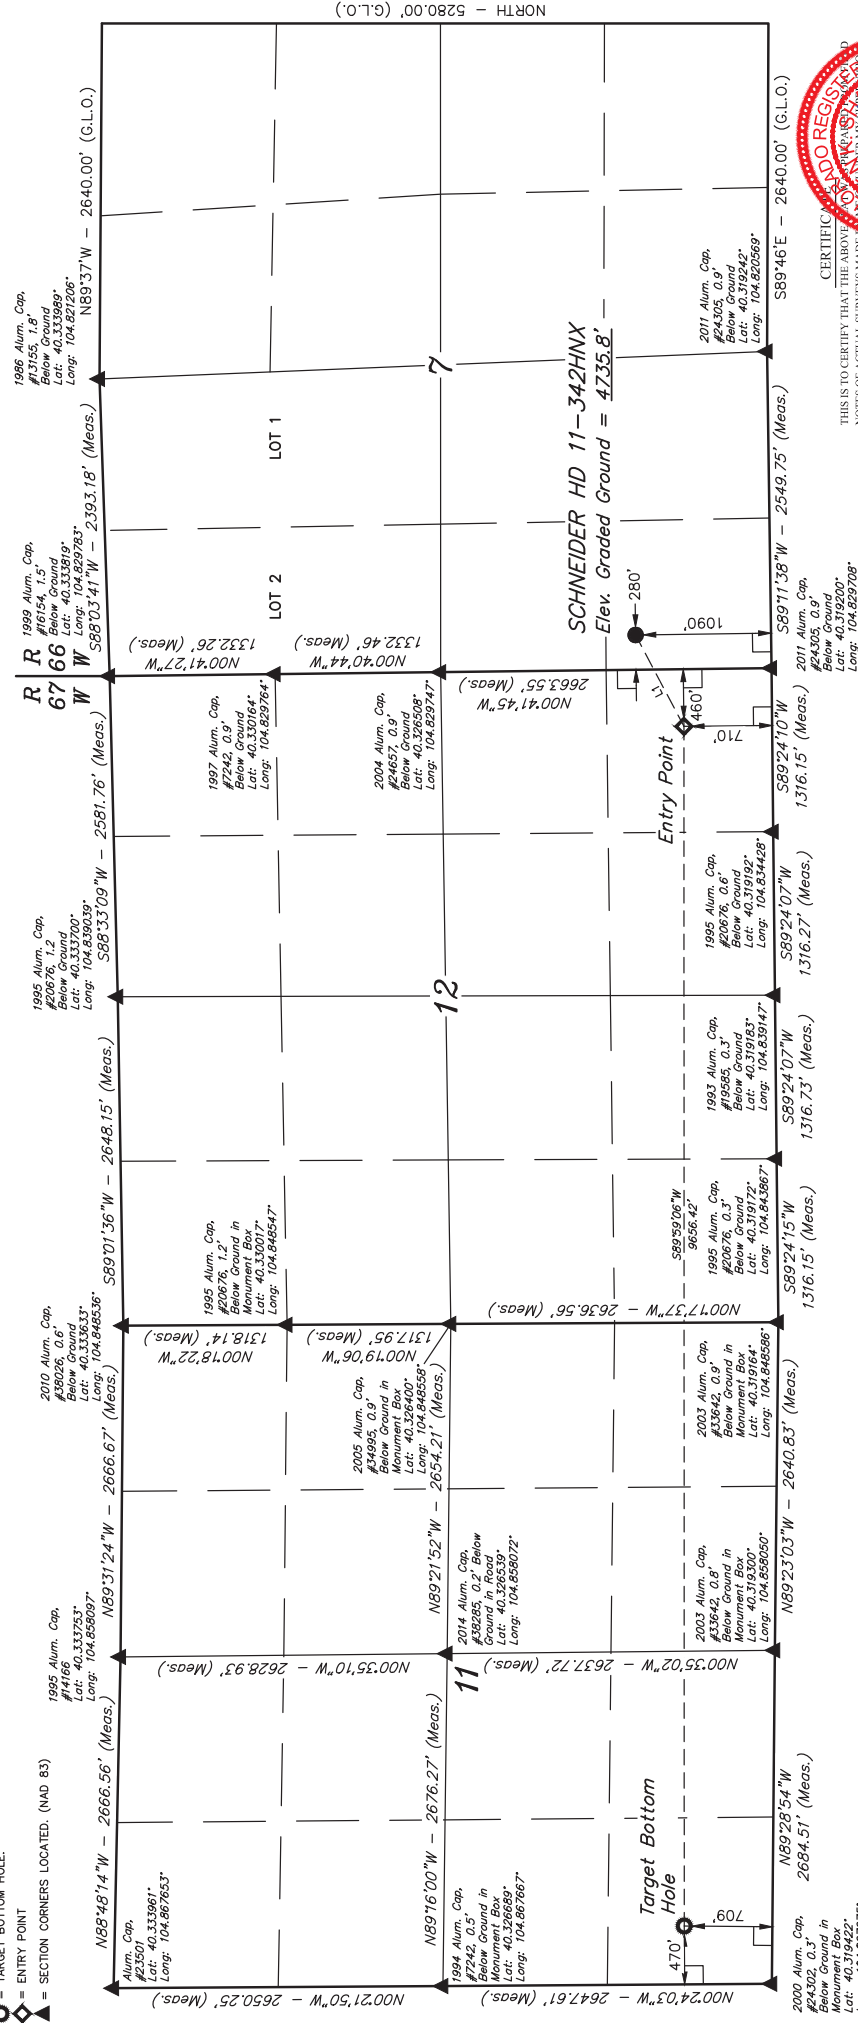 = TARGET BOTTOM HOLE.
= ENTRY POINT
= SECTION CORNERS LOCATED. (NAD 83)
N88°48'14"W - 2666.56' (Meas.)
N89°31'24"W - 2666.67' (Meas.)
S89°01'36"W - 2648.15' (Meas.)
S88°33'09"W - 2581.76' (Meas.)
S88°03'41"W - 2393.18' (Meas.)
N89°37'W - 2640.00' (G.L.O.)
NORTH - 5280.00' (G.L.O.)
Alum. Cap,
#23501
Lat: 40.333961°
Long: 104.867653°
1995 Alum. Cap,
#14166
Lat: 40.333753°
Long: 104.858097°
2010 Alum. Cap,
#38026, 0.6'
Below Ground
Lat: 40.333633°
Long: 104.848536°
1995 Alum. Cap,
#20676, 1.2
Below Ground
Lat: 40.333700°
Long: 104.839039°
R R
67 66
W W
1999 Alum. Cap,
#16154, 1.5'
Below Ground
Lat: 40.333819°
Long: 104.829783°
1986 Alum. Cap,
#13155, 1.8'
Below Ground
Lat: 40.333989°
Long: 104.821206°
N00°21'50"W - 2650.25' (Meas.)
N00°35'10"W - 2628.93' (Meas.)
N00°18'22"W
1318.14' (Meas.)
N00°19'06"W
1317.95' (Meas.)
1995 Alum. Cap,
#20676, 1.2'
Below Ground in
Monument Box
Lat: 40.330017°
Long: 104.848547°
1997 Alum. Cap,
#7242, 0.9'
Below Ground
Lat: 40.330164°
Long: 104.829764°
N00°41'27"W
1332.26' (Meas.)
N00°40'44"W
1332.46' (Meas.)
LOT 2
LOT 1
2005 Alum. Cap,
#34995, 0.9'
Below Ground in
Monument Box
Lat: 40.326400°
Long: 104.848558°
2004 Alum. Cap,
#24657, 0.9'
Below Ground
Lat: 40.326508°
Long: 104.829747°
N89°16'00"W - 2676.27' (Meas.)
N89°21'52"W - 2654.21' (Meas.)
11
12
7
1994 Alum. Cap,
#7242, 0.5'
Below Ground in
Monument Box
Lat: 40.326689°
Long: 104.867667°
2014 Alum. Cap,
#38285, 0.2' Below
Ground in Road
Lat: 40.326539°
Long: 104.858072°
N00°24'03"W - 2647.61' (Meas.)
N00°35'02"W - 2637.72' (Meas.)
N00°17'37"W - 2636.56' (Meas.)
N00°41'45"W
2663.55' (Meas.)
SCHNEIDER HD 11-342HNX
Elev. Graded Ground = 4735.8'
Target Bottom
Hole
Entry Point
470'
709'
S89°59'06"W
9656.42'
L1
460'
710'
280'
1090'
2003 Alum. Cap,
#33642, 0.8'
Below Ground in
Monument Box
Lat: 40.319300°
Long: 104.858050°
2003 Alum. Cap,
#33642, 0.9'
Below Ground in
Monument Box
Lat: 40.319164°
Long: 104.848586°
1995 Alum. Cap,
#20676, 0.3'
Below Ground
Lat: 40.319172°
Long: 104.843867°
1993 Alum. Cap,
#19585, 0.3'
Below Ground
Lat: 40.319183°
Long: 104.839147°
1995 Alum. Cap,
#20676, 0.6'
Below Ground
Lat: 40.319192°
Long: 104.834428°
2011 Alum. Cap,
#24305, 0.9'
Below Ground
Lat: 40.319242°
Long: 104.820569°
N89°28'54"W
2684.51' (Meas.)
N89°23'03"W - 2640.83' (Meas.)
S89°24'15"W
1316.15' (Meas.)
S89°24'07"W
1316.73' (Meas.)
S89°24'07"W
1316.27' (Meas.)
S89°24'10"W
1316.15' (Meas.)
S89°11'38"W - 2549.75' (Meas.)
S89°46'E - 2640.00' (G.L.O.)
2000 Alum. Cap,
#24302, 0.3'
Below Ground in
Monument Box
Lat: 40.319422°
2011 Alum. Cap,
#24305, 0.9'
Below Ground
Lat: 40.319200°
Long: 104.829708°
THIS IS TO CERTIFY THAT THE ABOVE